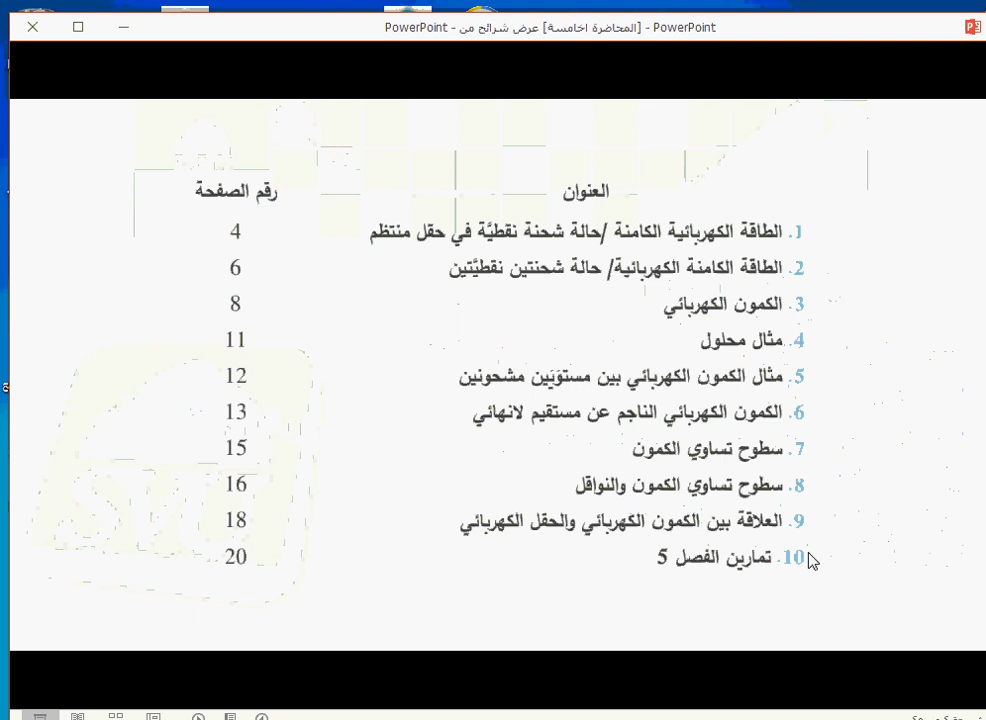 PowerPoint - [المحاضرة اخامسة] عرض شرائح من - PowerPoint
العنوان رقم الصفحة
1. الطاقة الكهربائية الكامنة /حالة شحنة نقطيَّة في حقل منتظم 4
2. الطاقة الكامنة الكهربائية/ حالة شحنتين نقطيَّتين 6
3. الكمون الكهربائي 8
4. مثال محلول 11
5. مثال الكمون الكهربائي بين مستوَيَين مشحونين 12
6. الكمون الكهربائي الناجم عن مستقيم لانهائي 13
7. سطوح تساوي الكمون 15
8. سطوح تساوي الكمون والنواقل 16
9. العلاقة بين الكمون الكهربائي والحقل الكهربائي 18
10. تمارين الفصل 5 20